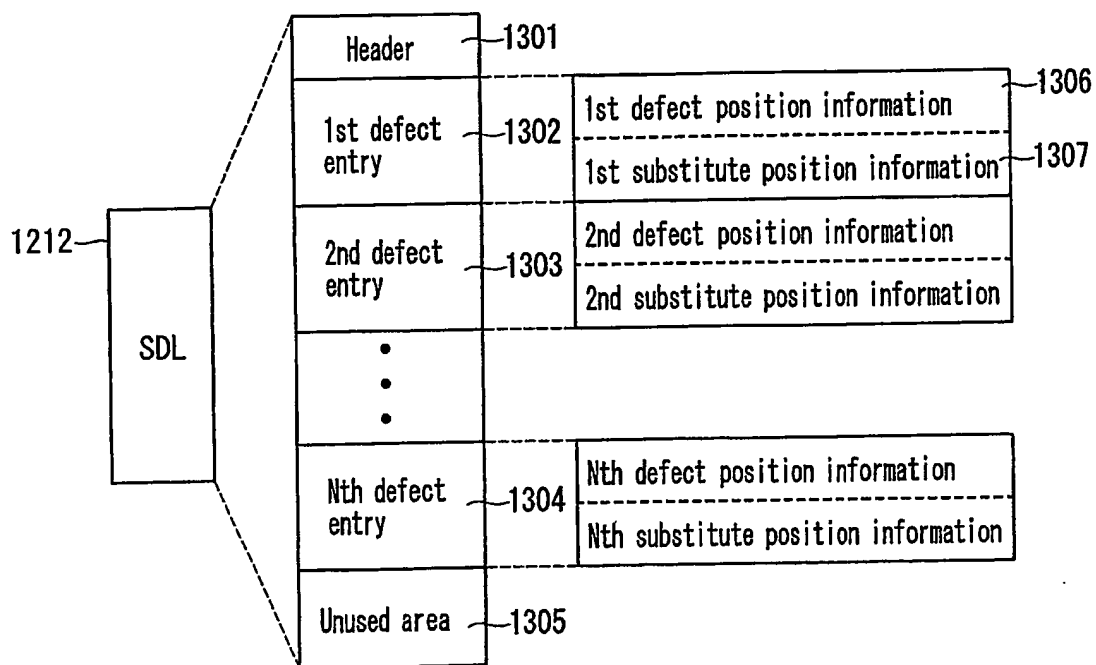 Header
1301
1st defect
entry
1302
1st defect position information
1306
1st substitute position information
1307
1212
SDL
2nd defect
entry
1303
2nd defect position information
2nd substitute position information
Nth defect
entry
1304
Nth defect position information
Nth substitute position information
Unused area
1305